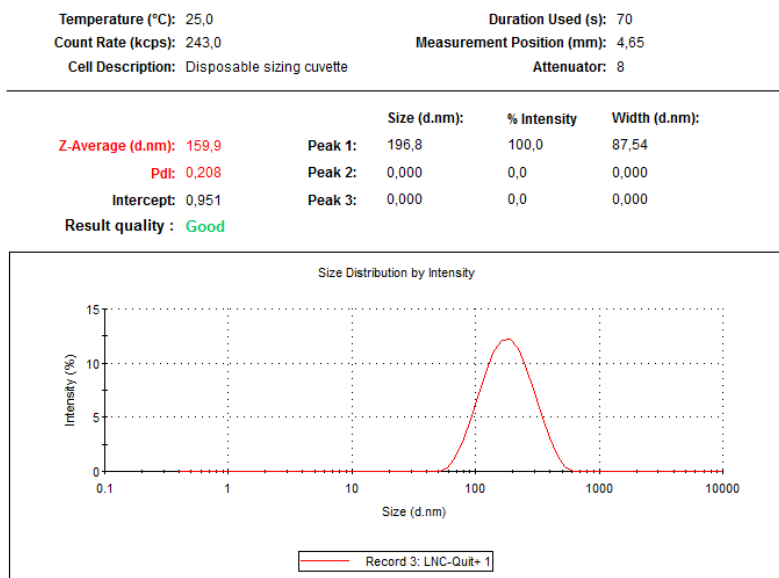 Temperature (ºC): 25,0 Duration Used (s): 70
Count Rate (kcps): 243,0 Measurement Position (mm): 4,65
Cell Description: Disposable sizing cuvette Attenuator: 8
Size (d.nm): % Intensity Width (d.nm):
Z-Average (d.nm): 159,9 Peak 1: 196,8 100,0 87,54
PdI: 0,208 Peak 2: 0,000 0,0 0,000
Intercept: 0,951 Peak 3: 0,000 0,0 0,000
Result quality : Good
Size Distribution by Intensity
15
10
5
0
Intensity (%)
0.1 1 10 100 1000 10000
Size (d.nm)
Record 3: LNC-Quit+ 1